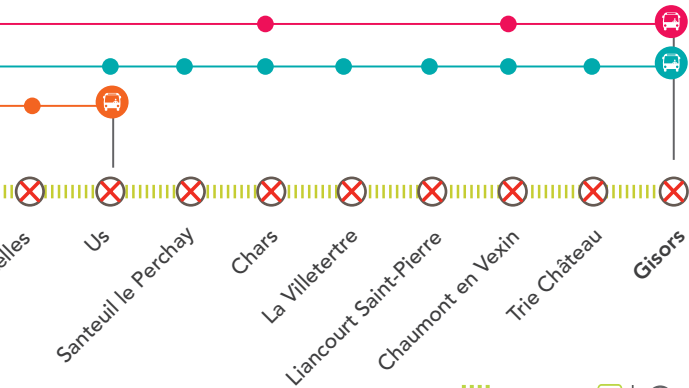 Us
Santeuil le Perchay
Chars
La Villetertre
Liancourt Saint-Pierre
Chaumont en Vexin
Trie Château
Gisors